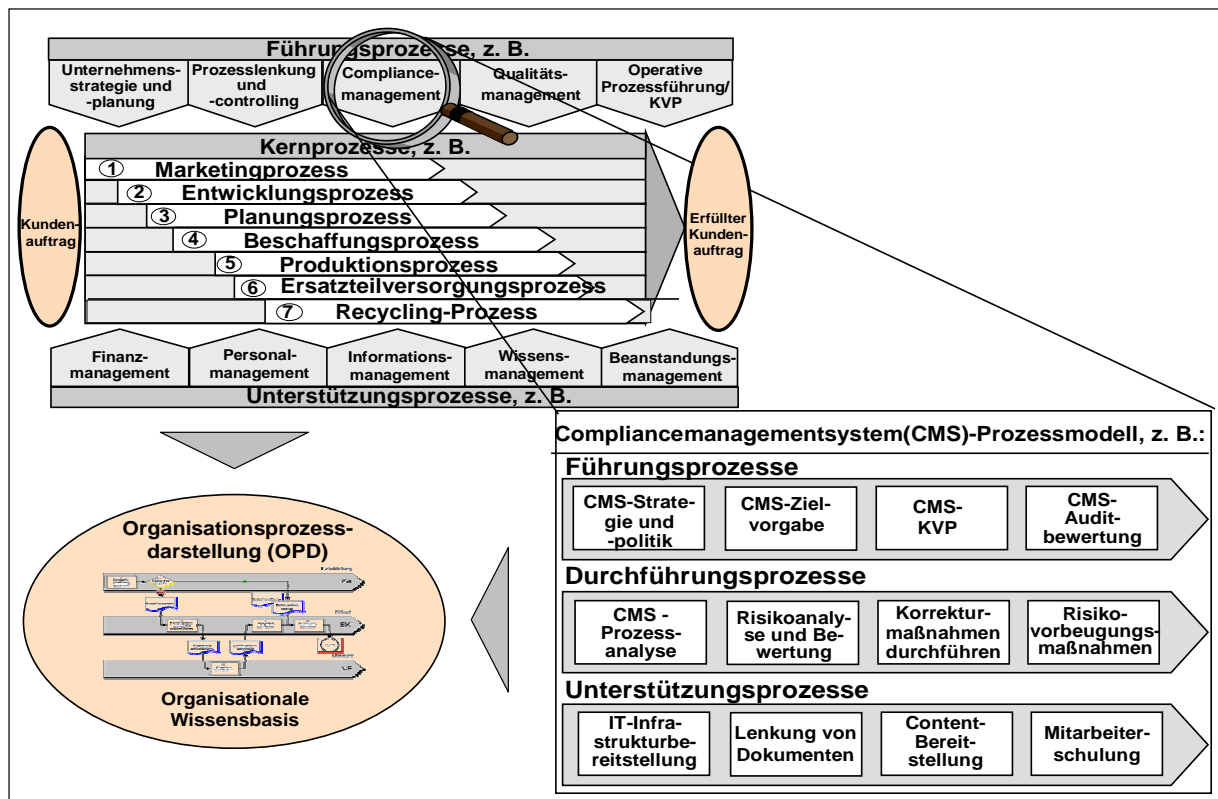 Führungsprozesse, z. B.
Unternehmens-
strategie und
-planung
Prozesslenkung
und
-controlling
Compliance-
management
Qualitäts-
management
Operative
Prozessführung/
KVP
Kunden-
auftrag
Kernprozesse, z. B.
1 Marketingprozess
2 Entwicklungsprozess
3 Planungsprozess
4 Beschaffungsprozess
5 Produktionsprozess
6 Ersatzteilversorgungsprozess
7 Recycling-Prozess
Erfüllter
Kunden-
auftrag
Finanz-
management
Personal-
management
Informations-
management
Wissens-
management
Beanstandungs-
management
Unterstützungsprozesse, z. B.
Organisationsprozess-
darstellung (OPD)
Organisationale
Wissensbasis
Compliancemanagementsystem(CMS)-Prozessmodell, z. B.:
Führungsprozesse
CMS-Strate-
gie und
-politik
CMS-Ziel-
vorgabe
CMS-
KVP
CMS-
Audit-
bewertung
Durchführungsprozesse
CMS -
Prozess-
analyse
Risikoanaly-
se und Be-
wertung
Korrektur-
maßnahmen
durchführen
Risiko-
vorbeugungs-
maßnahmen
Unterstützungsprozesse
IT-Infra-
strukturbe-
reitstellung
Lenkung von
Dokumenten
Content-
Bereit-
stellung
Mitarbeiter-
schulung